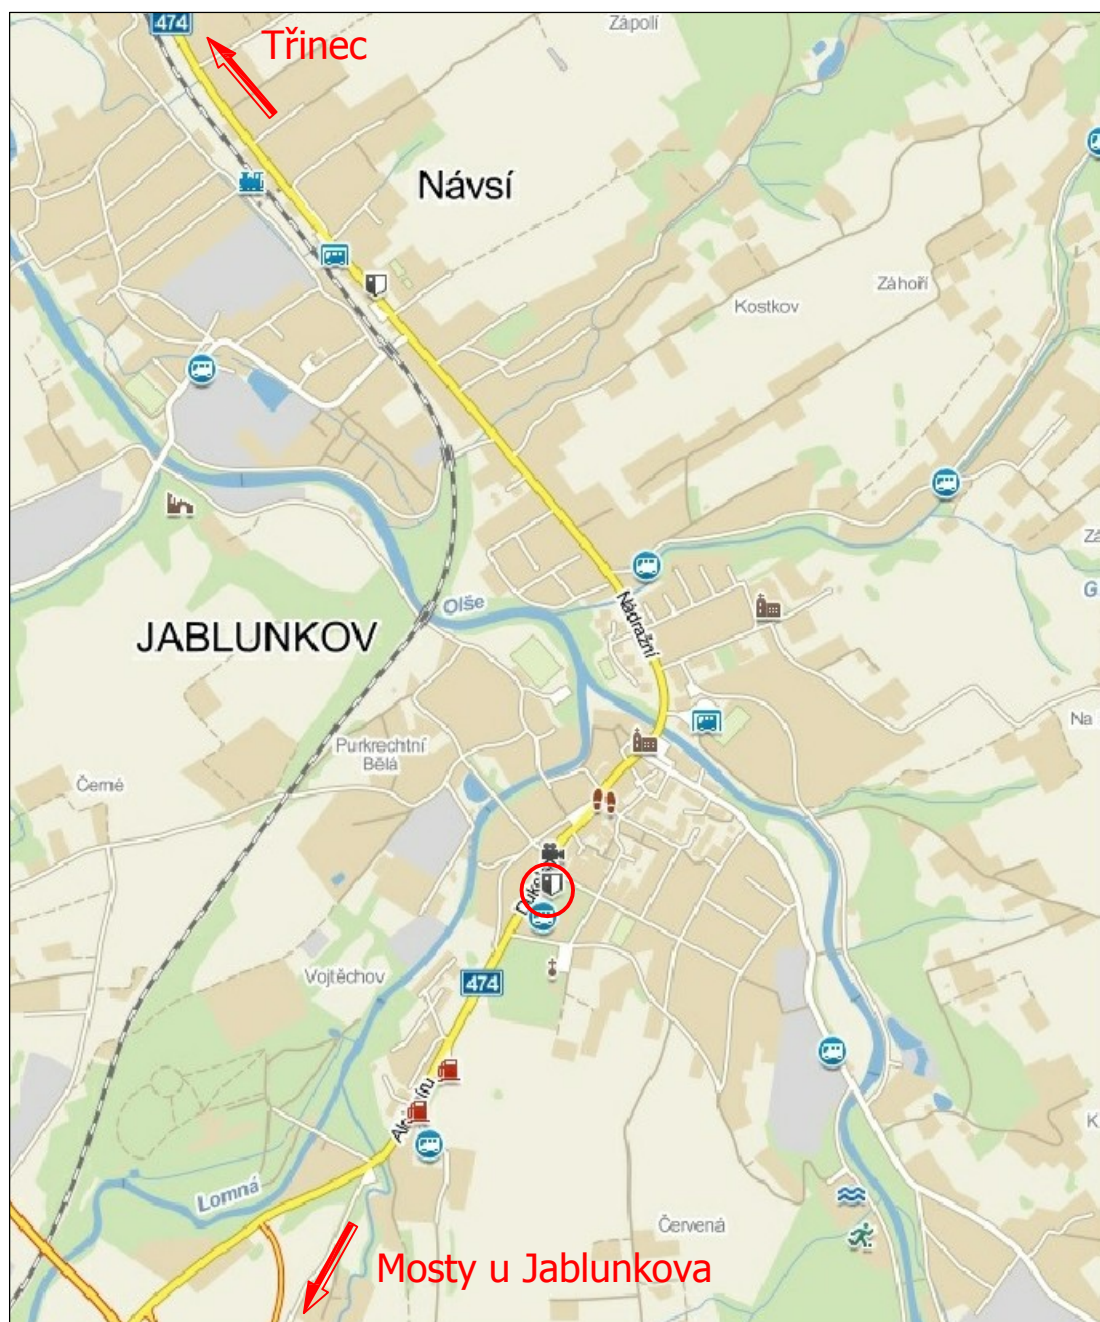 474
Zápolí
Třinec
Návsí
Záhoří
Kostkov
Olše
Nádražní
JABLUNKOV
Purkrechtní
Bělá
Černé
474
Vojtěchov
Lomná
Červená
Mosty u Jablunkova